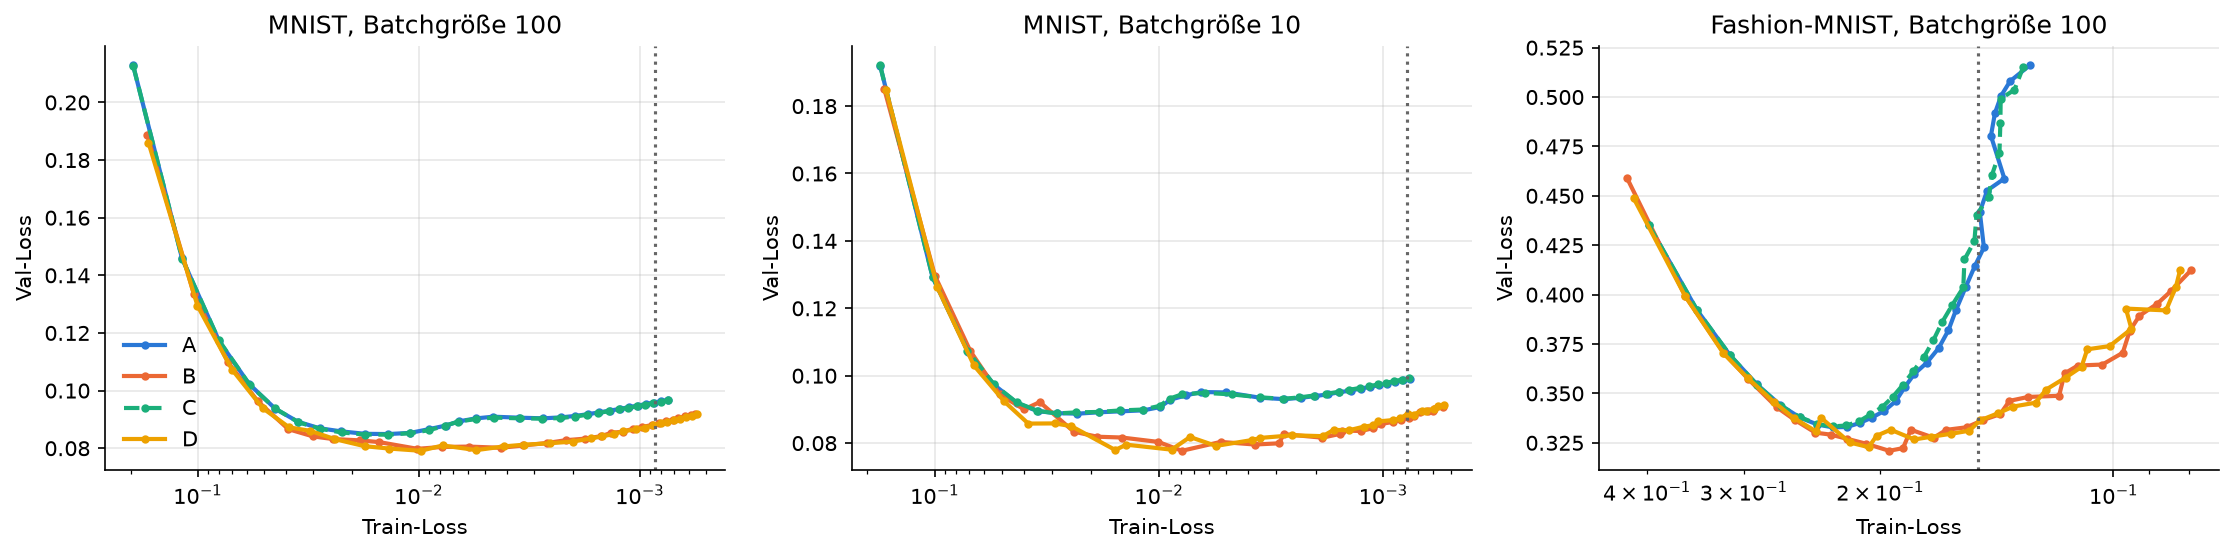 MNIST, Batchgröße 100
0.20
0.18
0.16
0.14
0.12
0.10
0.08
Val-Loss
A
B
C
D
10⁻¹
10⁻²
10⁻³
Train-Loss
MNIST, Batchgröße 10
0.18
0.16
0.14
0.12
0.10
0.08
Val-Loss
10⁻¹
10⁻²
10⁻³
Train-Loss
Fashion-MNIST, Batchgröße 100
0.525
0.500
0.475
0.450
0.425
0.400
0.375
0.350
0.325
Val-Loss
4 × 10⁻¹
3 × 10⁻¹
2 × 10⁻¹
10⁻¹
Train-Loss